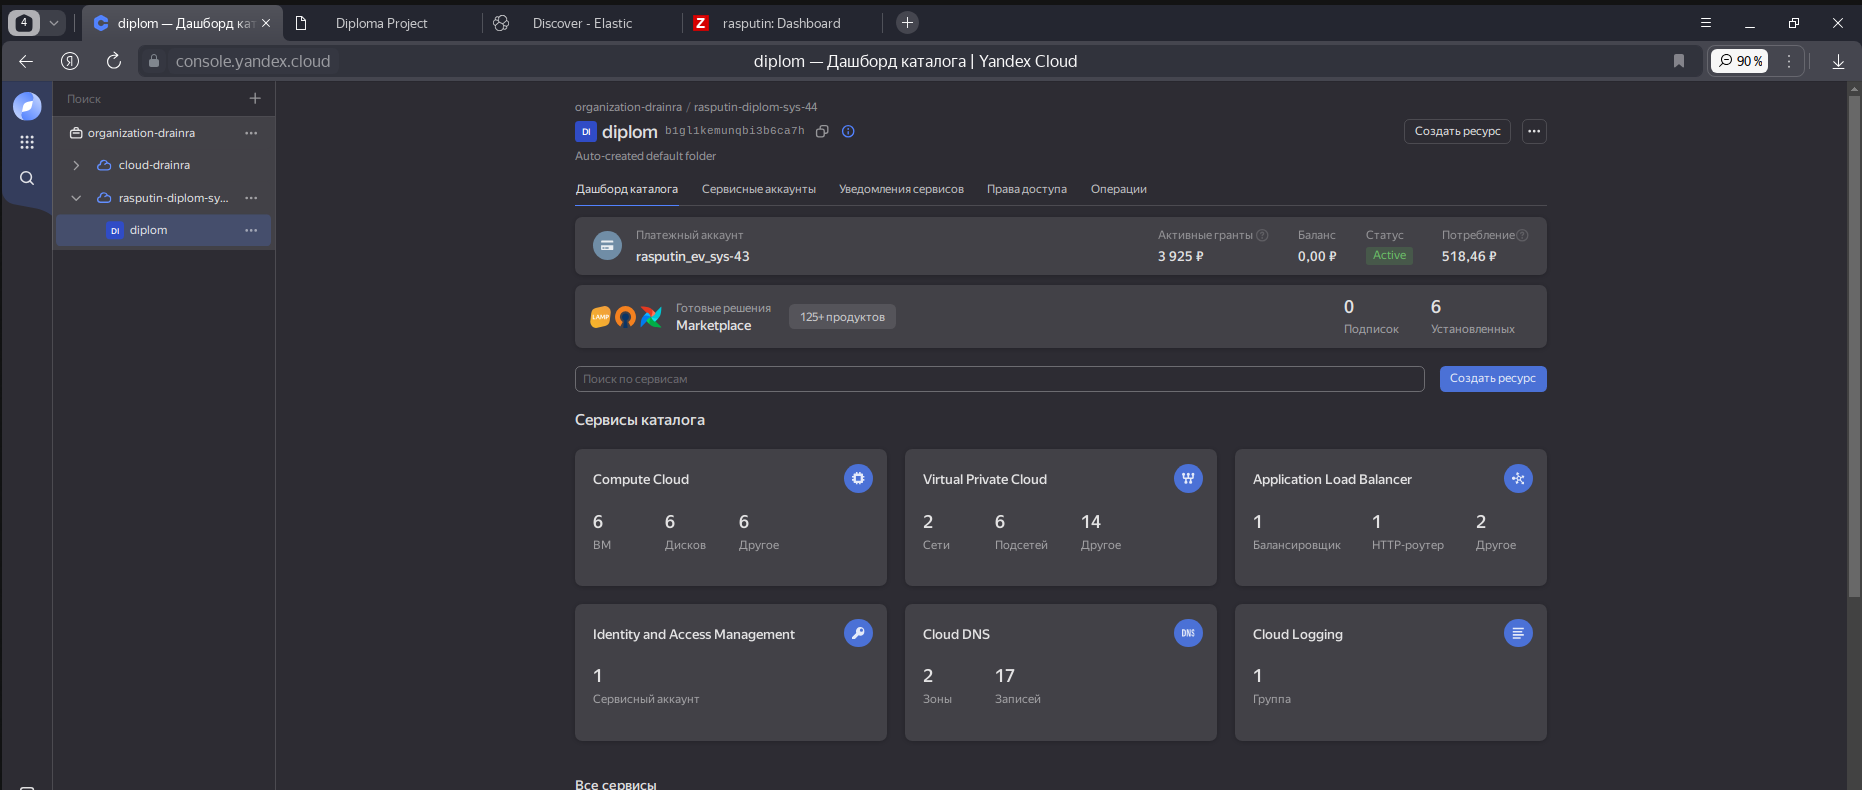 4
diplom — Дашборд кат
Diploma Project
Discover - Elastic
Z
rasputin: Dashboard
Я
console.yandex.cloud
diplom — Дашборд каталога | Yandex Cloud
90 %
Поиск
organization-drainra
cloud-drainra
rasputin-diplom-sy...
DI
diplom
organization-drainra / rasputin-diplom-sys-44
DI
diplom
b1gl1kemunqbi3b6ca7h
Создать ресурс
Auto-created default folder
Дашборд каталога
Сервисные аккаунты
Уведомления сервисов
Права доступа
Операции
Платежный аккаунт
rasputin_ev_sys-43
Активные гранты
3 925 ₽
Баланс
0,00 ₽
Статус
Active
Потребление
518,46 ₽
LAMP
Готовые решения
Marketplace
125+ продуктов
0
Подписок
6
Установленных
Поиск по сервисам
Создать ресурс
Сервисы каталога
Compute Cloud
6
ВМ
6
Дисков
6
Другое
Virtual Private Cloud
2
Сети
6
Подсетей
14
Другое
Application Load Balancer
1
Балансировщик
1
HTTP-роутер
2
Другое
Identity and Access Management
1
Сервисный аккаунт
Cloud DNS
DNS
2
Зоны
17
Записей
Cloud Logging
1
Группа
Все сервисы